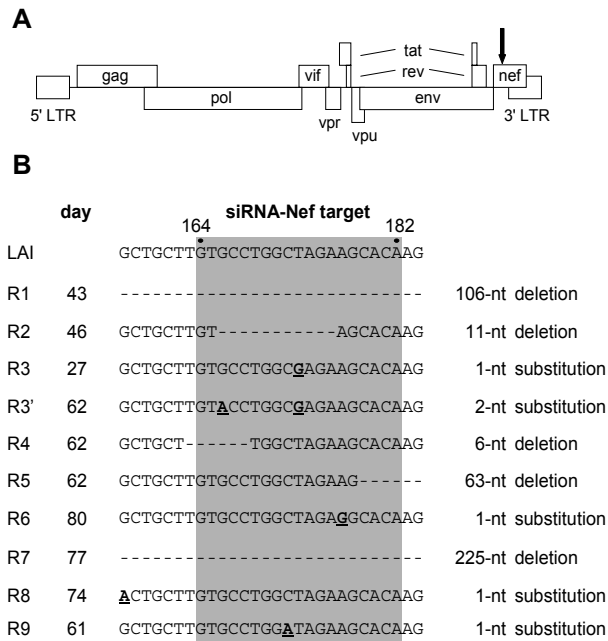 A
gag
pol
vif
vpr
vpu
tat
rev
env
nef
5' LTR
3' LTR
B
day siRNA-Nef target
164 182
LAI GCTGCTTGTGCCTGGCTAGAAGCACAAG
R1 43 ---------------------------- 106-nt deletion
R2 46 GCTGCTTGT-----------AGCACAAG 11-nt deletion
R3 27 GCTGCTTGTGCCTGGCGAGAAGCACAAG 1-nt substitution
R3' 62 GCTGCTTGTACCTGGCGAGAAGCACAAG 2-nt substitution
R4 62 GCTGCT------TGGCTAGAAGCACAAG 6-nt deletion
R5 62 GCTGCTTGTGCCTGGCTAGAAG------ 63-nt deletion
R6 80 GCTGCTTGTGCCTGGCTAGAGGCACAAG 1-nt substitution
R7 77 ---------------------------- 225-nt deletion
R8 74 ACTGCTTGTGCCTGGCTAGAAGCACAAG 1-nt substitution
R9 61 GCTGCTTGTGCCTGGATAGAAGCACAAG 1-nt substitution